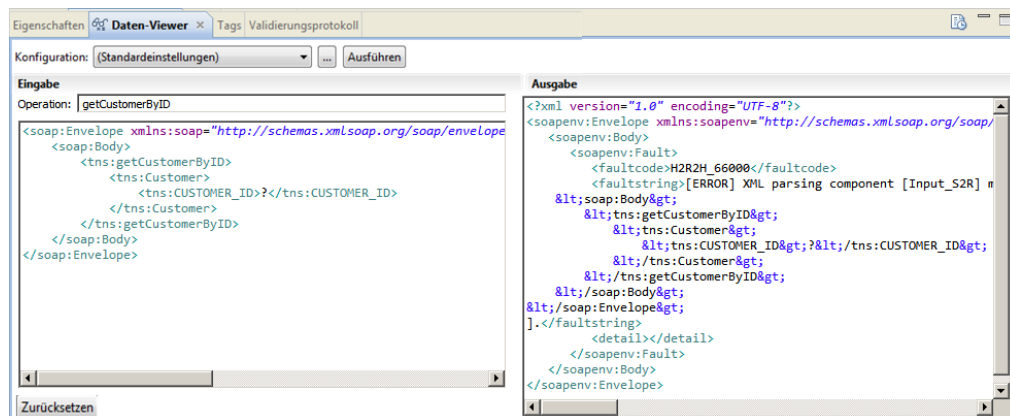 Eigenschaften Daten-Viewer Tags Validierungsprotokoll
Konfiguration: (Standardeinstellungen) ... Ausführen
Eingabe
Operation: getCustomerByID
<soap:Envelope xmlns:soap="http://schemas.xmlsoap.org/soap/envelope
<soap:Body>
<tns:getCustomerByID>
<tns:Customer>
<tns:CUSTOMER_ID>?</tns:CUSTOMER_ID>
</tns:Customer>
</tns:getCustomerByID>
</soap:Body>
</soap:Envelope>
Zurücksetzen
Ausgabe
<?xml version="1.0" encoding="UTF-8"?>
<soapenv:Envelope xmlns:soapenv="http://schemas.xmlsoap.org/soap/
<soapenv:Body>
<soapenv:Fault>
<faultcode>H2R2H_66000</faultcode>
<faultstring>[ERROR] XML parsing component [Input_S2R] m
&lt;soap:Body&gt;
&lt;tns:getCustomerByID&gt;
&lt;tns:Customer&gt;
&lt;tns:CUSTOMER_ID&gt;?&lt;/tns:CUSTOMER_ID&gt;
&lt;/tns:Customer&gt;
&lt;/tns:getCustomerByID&gt;
&lt;/soap:Body&gt;
&lt;/soap:Envelope&gt;
].</faultstring>
<detail></detail>
</soapenv:Fault>
</soapenv:Body>
</soapenv:Envelope>